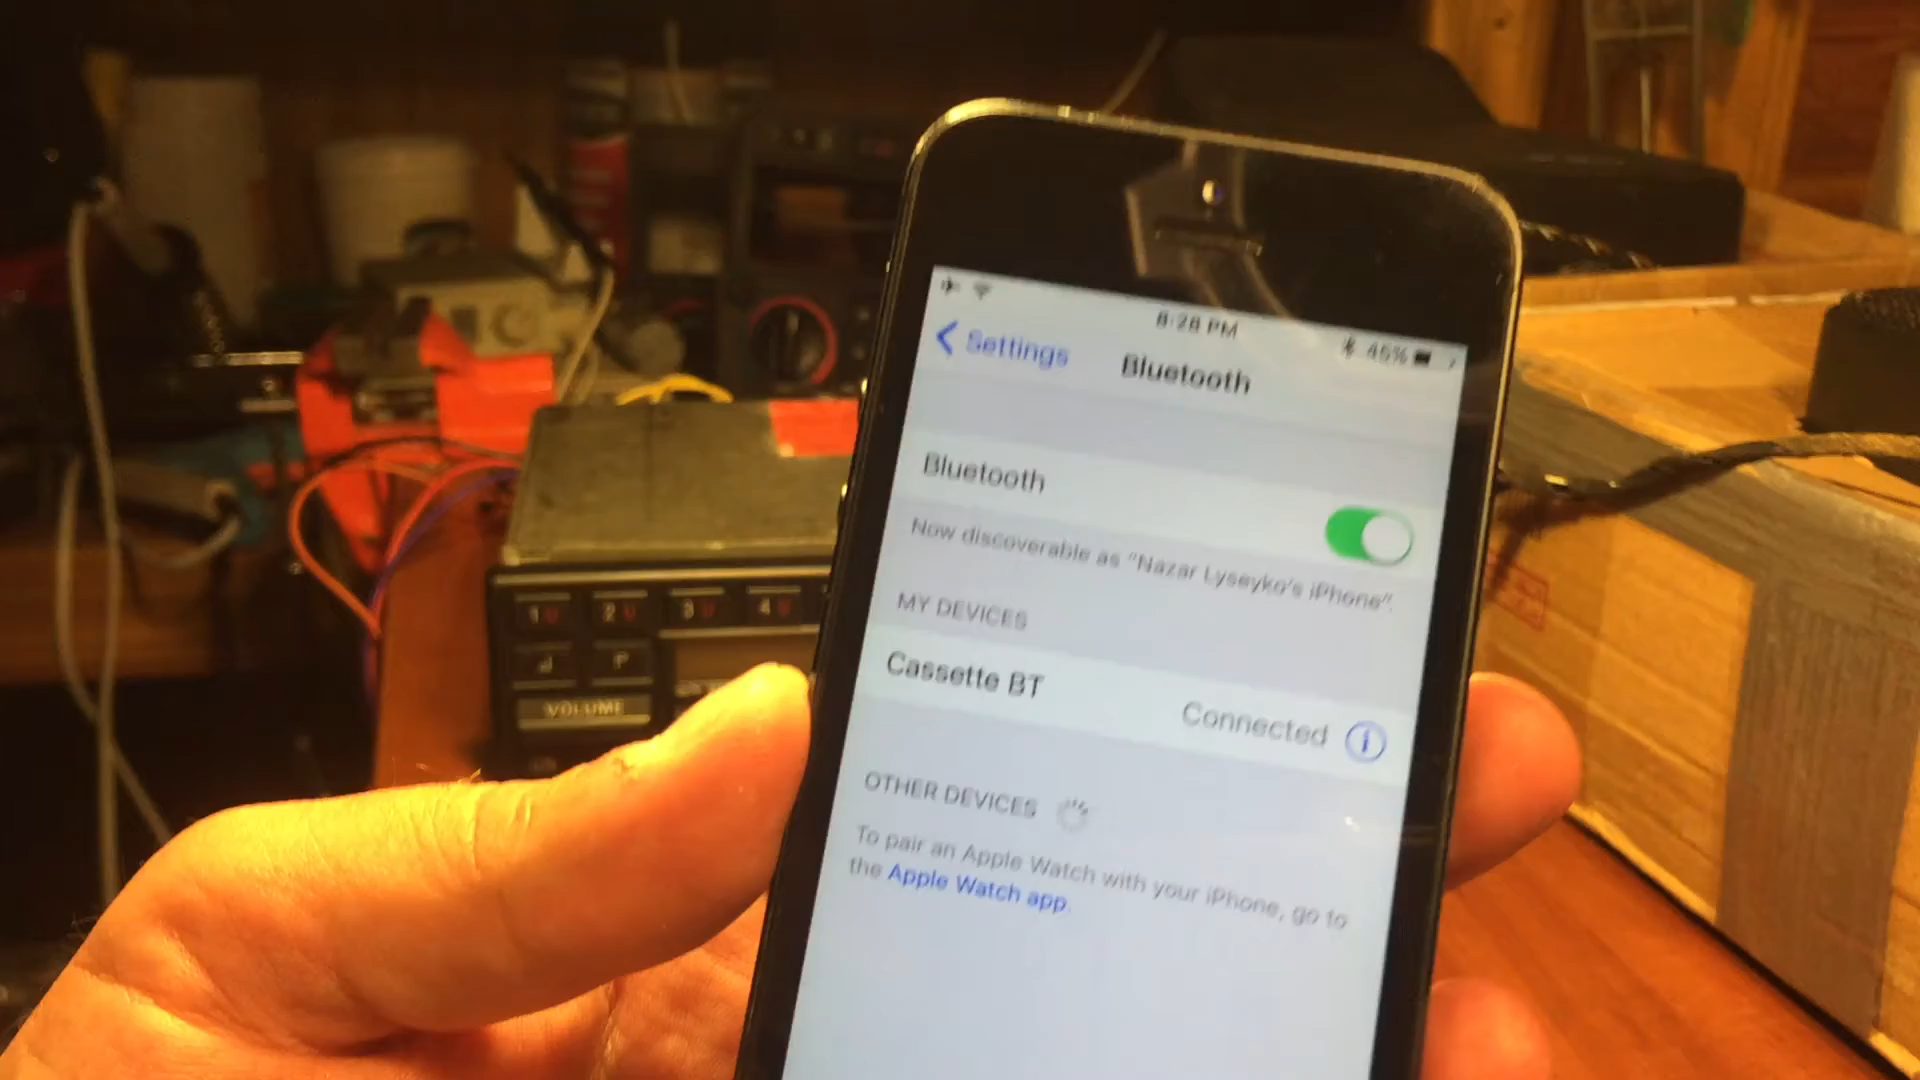 8:28 PM
45%
Settings
Bluetooth
Bluetooth
Now discoverable as “Nazar Lyseyko’s iPhone”.
MY DEVICES
Cassette BT
Connected
OTHER DEVICES
To pair an Apple Watch with your iPhone, go to
the Apple Watch app.
1 2 3 4
P
VOLUME